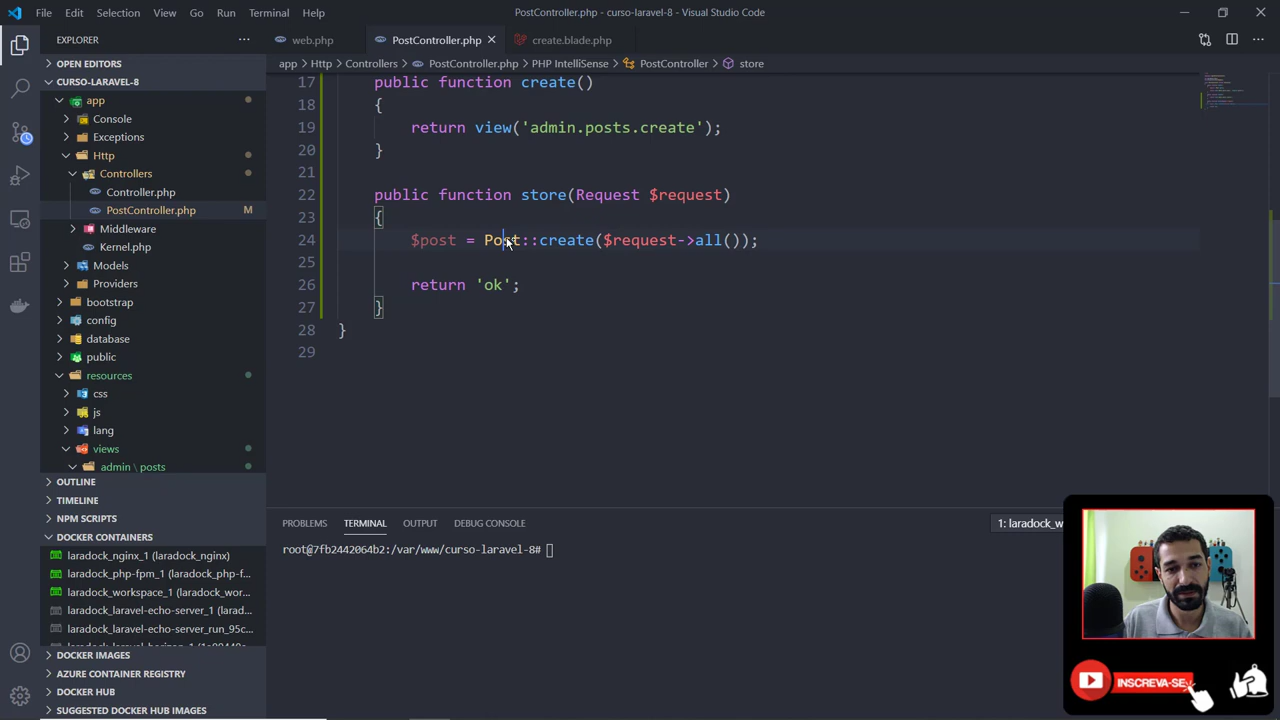 File Edit Selection View Go Run Terminal Help PostController.php - curso-laravel-8 - Visual Studio Code
EXPLORER
web.php PostController.php create.blade.php
OPEN EDITORS
app > Http > Controllers > PostController.php > PHP IntelliSense > PostController > store
CURSO-LARAVEL-8
app
Console
Exceptions
Http
Controllers
Controller.php
PostController.php M
Middleware
Kernel.php
Models
Providers
bootstrap
config
database
public
resources
css
js
lang
views
admin \ posts
OUTLINE
TIMELINE
NPM SCRIPTS
DOCKER CONTAINERS
laradock_nginx_1 (laradock_nginx)
laradock_php-fpm_1 (laradock_php-f...
laradock_workspace_1 (laradock_wor...
laradock_laravel-echo-server_1 (larad...
laradock_laravel-echo-server_run_95c...
DOCKER IMAGES
AZURE CONTAINER REGISTRY
DOCKER HUB
SUGGESTED DOCKER HUB IMAGES
17 public function create()
18 {
19 return view('admin.posts.create');
20 }
21
22 public function store(Request $request)
23 {
24 $post = Post::create($request->all());
25
26 return 'ok';
27 }
28 }
29
PROBLEMS TERMINAL OUTPUT DEBUG CONSOLE 1: laradock_w
root@7fb2442064b2:/var/www/curso-laravel-8#
INSCREVA-SE